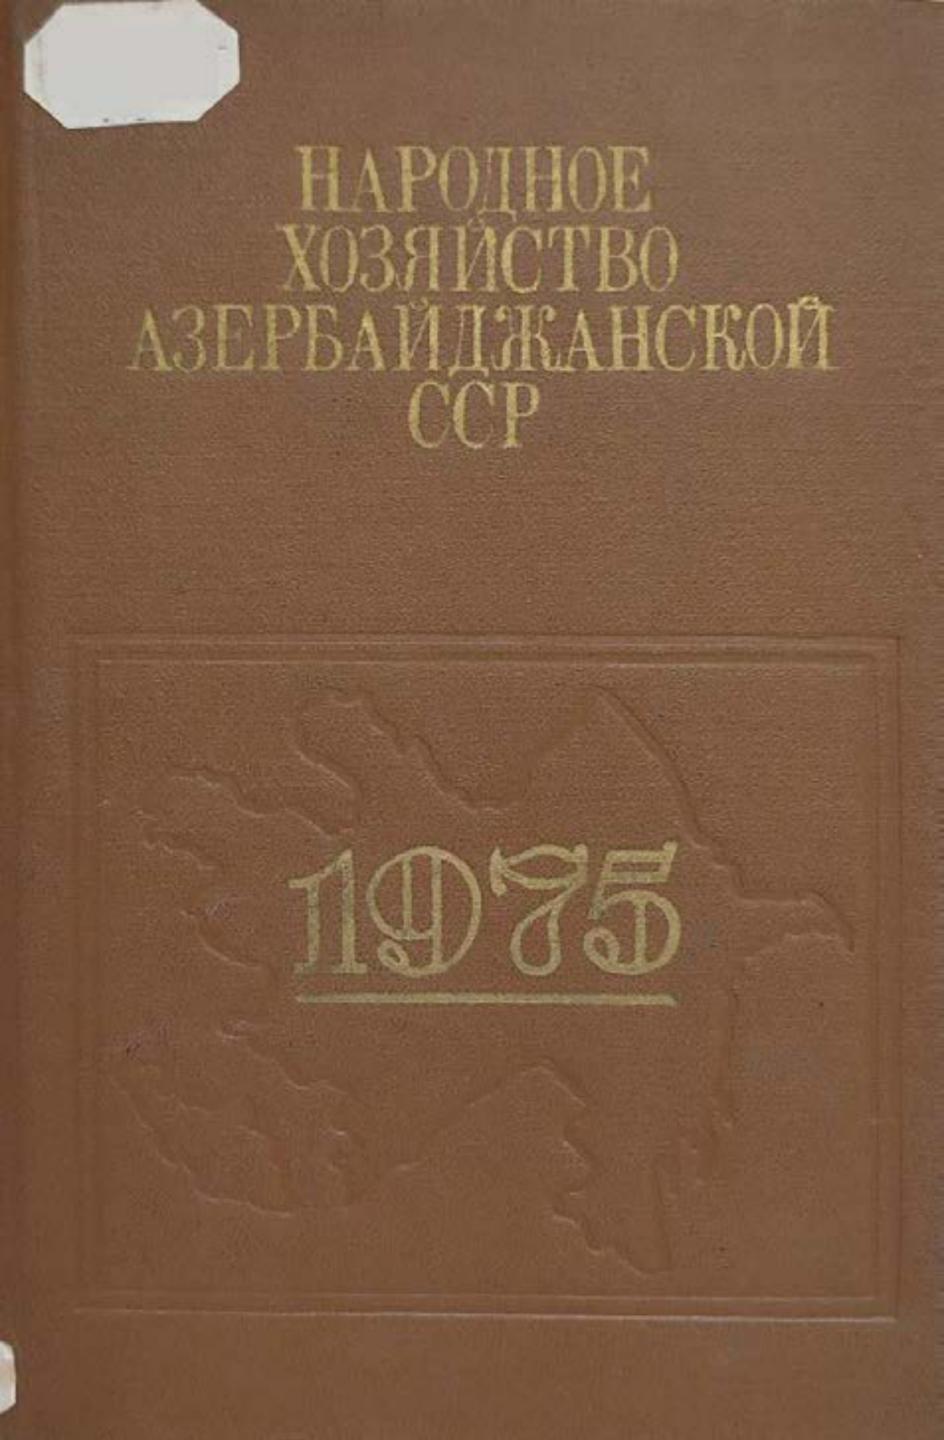 НАРОДНОЕ
ХОЗЯЙСТВО
АЗЕРБАЙДЖАНСКОЙ
ССР
1975